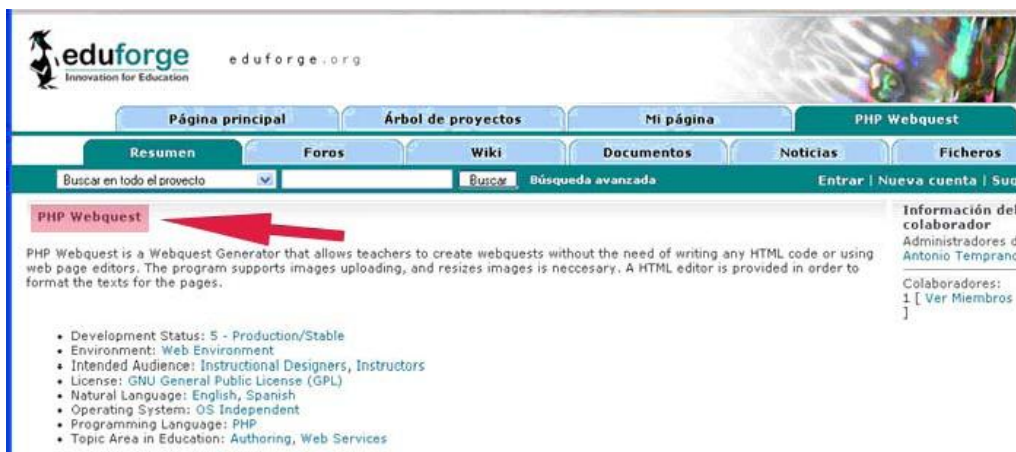 eduforge
Innovation for Education
eduforge.org
Página principal
Árbol de proyectos
Mi página
PHP Webquest
Resumen
Foros
Wiki
Documentos
Noticias
Ficheros
Buscar en todo el proyecto
Buscar
Búsqueda avanzada
Entrar | Nueva cuenta | Sug
PHP Webquest
PHP Webquest is a Webquest Generator that allows teachers to create webquests without the need of writing any HTML code or using
web page editors. The program supports images uploading, and resizes images is neccesary. A HTML editor is provided in order to
format the texts for the pages.
• Development Status: 5 - Production/Stable
• Environment: Web Environment
• Intended Audience: Instructional Designers, Instructors
• License: GNU General Public License (GPL)
• Natural Language: English, Spanish
• Operating System: OS Independent
• Programming Language: PHP
• Topic Area in Education: Authoring, Web Services
Información del
colaborador
Administradores d
Antonio Temprano
Colaboradores:
1 [ Ver Miembros
]